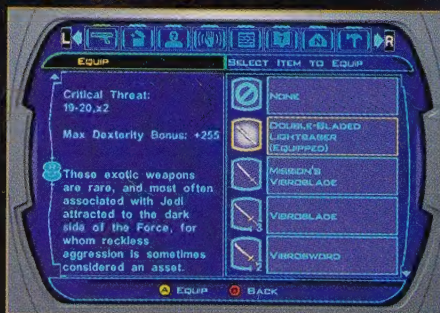 L
R
EQUIP
SELECT ITEM TO EQUIP
Critical Threat:
19-20,x2
Max Dexterity Bonus: +255
These exotic weapons
are rare, and most often
associated with Jedi
attracted to the dark
side of the Force, for
whom reckless
aggression is sometimes
considered an asset.
NONE
DOUBLE-BLADED
LIGHTSABER
(EQUIPPED)
MISSION'S
VIBROBLADE
VIBROBLADE
3
VIBROSWORD
2
A EQUIP B BACK